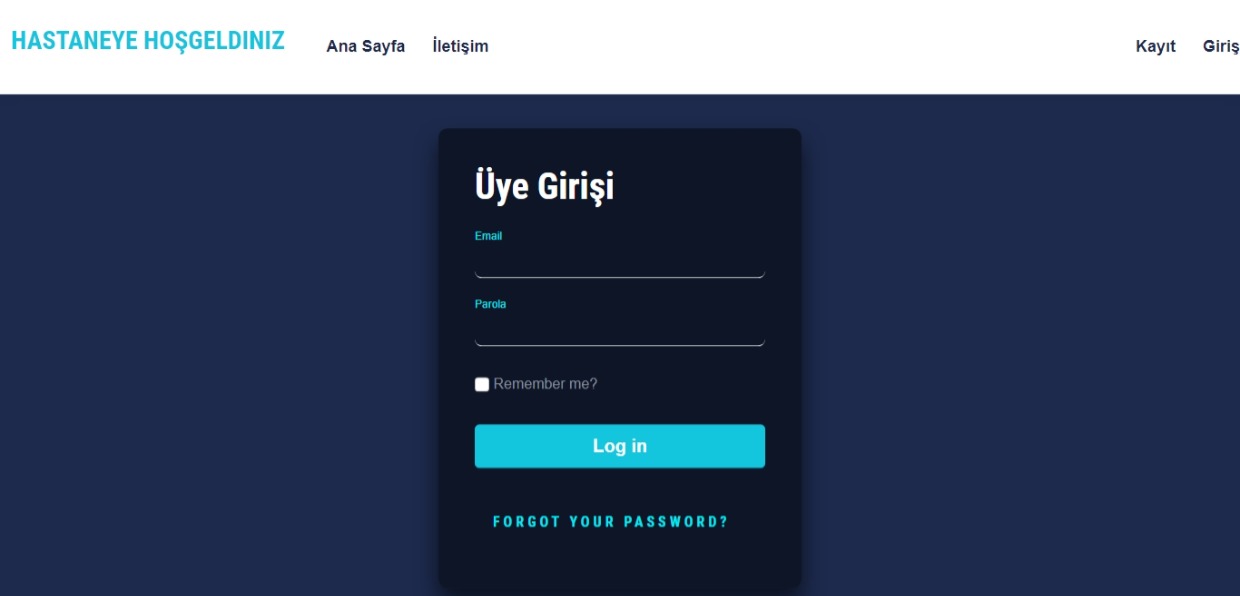 HASTANEYE HOŞGELDINIZ Ana Sayfa İletişim Kayıt Giriş
Üye Girişi
Email
Parola
Remember me?
Log in
FORGOT YOUR PASSWORD?